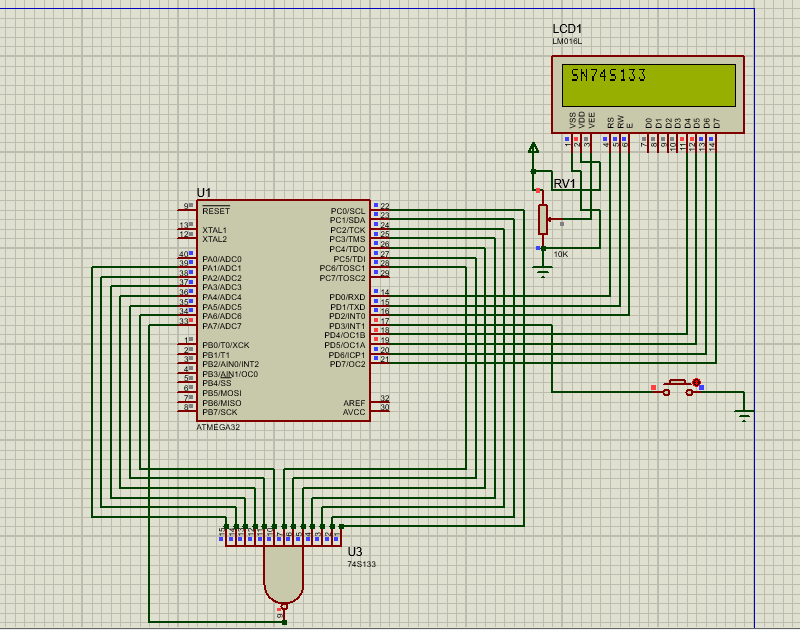 LCD1
LM016L
SN74S133
VSS
VDD
VEE
RS
RW
E
D0
D1
D2
D3
D4
D5
D6
D7
1
2
3
4
5
6
7
8
9
10
11
12
13
14
RV1
10K
U1
9 RESET
13 XTAL1
12 XTAL2
40 PA0/ADC0
39 PA1/ADC1
38 PA2/ADC2
37 PA3/ADC3
36 PA4/ADC4
35 PA5/ADC5
34 PA6/ADC6
33 PA7/ADC7
1 PB0/T0/XCK
2 PB1/T1
3 PB2/AIN0/INT2
4 PB3/AIN1/OC0
5 PB4/SS
6 PB5/MOSI
7 PB6/MISO
8 PB7/SCK
PC0/SCL 22
PC1/SDA 23
PC2/TCK 24
PC3/TMS 25
PC4/TDO 26
PC5/TDI 27
PC6/TOSC1 28
PC7/TOSC2 29
PD0/RXD 14
PD1/TXD 15
PD2/INT0 16
PD3/INT1 17
PD4/OC1B 18
PD5/OC1A 19
PD6/ICP1 20
PD7/OC2 21
AREF 32
AVCC 30
ATMEGA32
U3
74S133
9